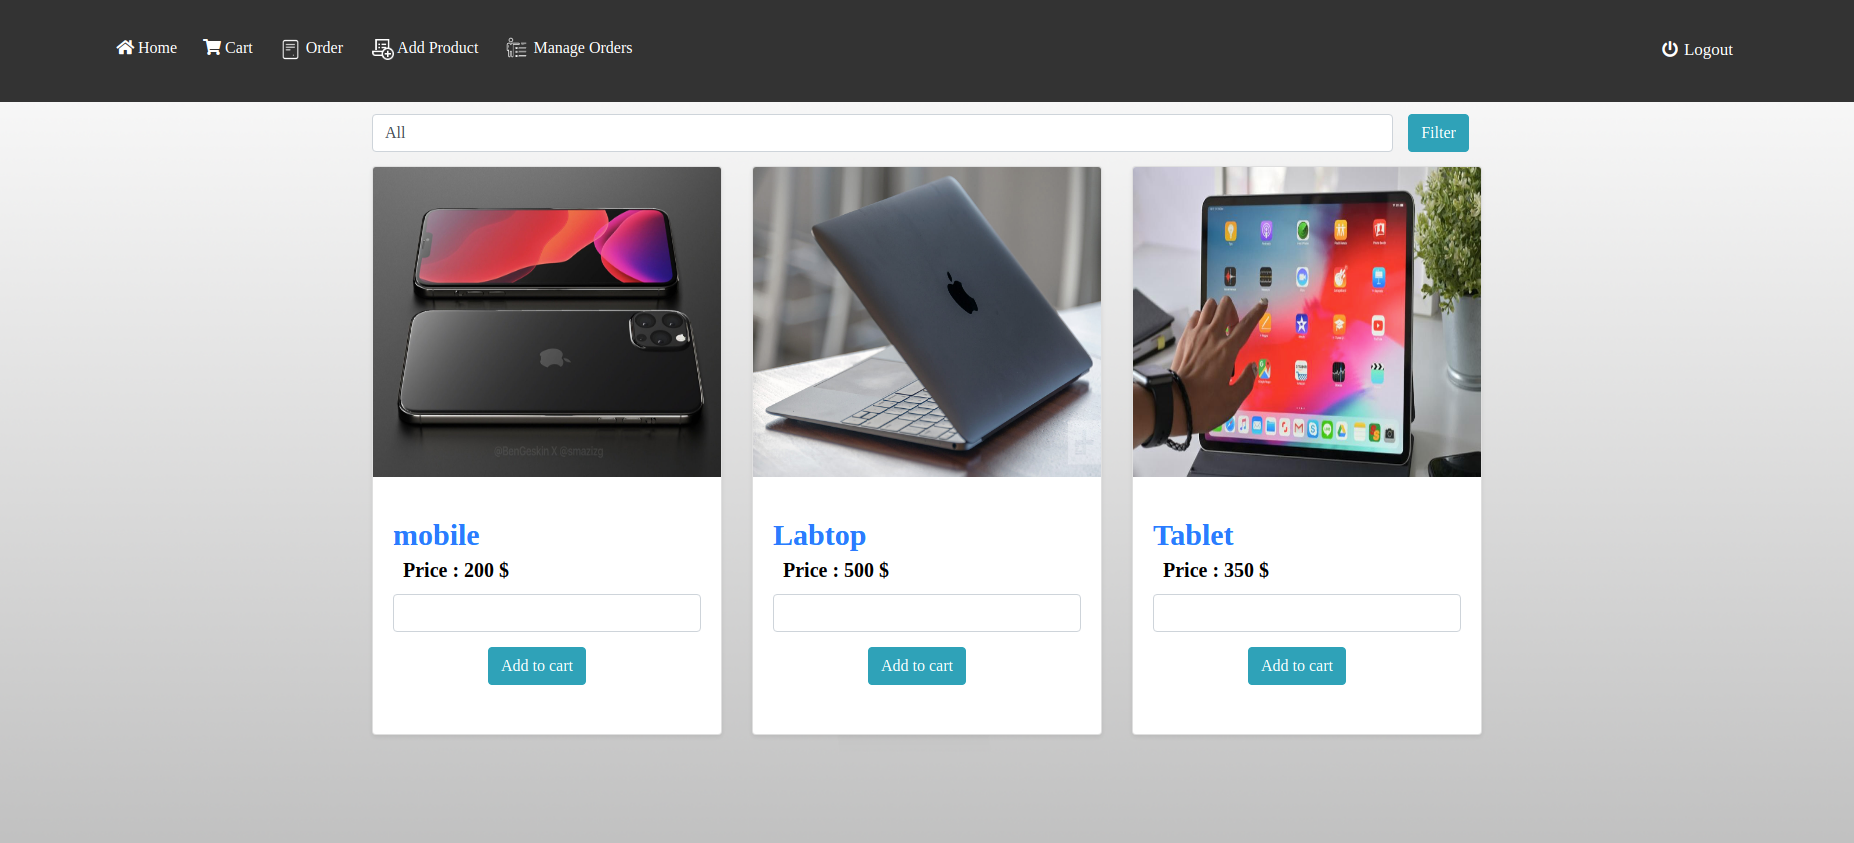 Home Cart Order Add Product Manage Orders Logout
All Filter
@BenGeskin X @smazizg
mobile
Price : 200 $
Add to cart
Labtop
Price : 500 $
Add to cart
Tablet
Price : 350 $
Add to cart